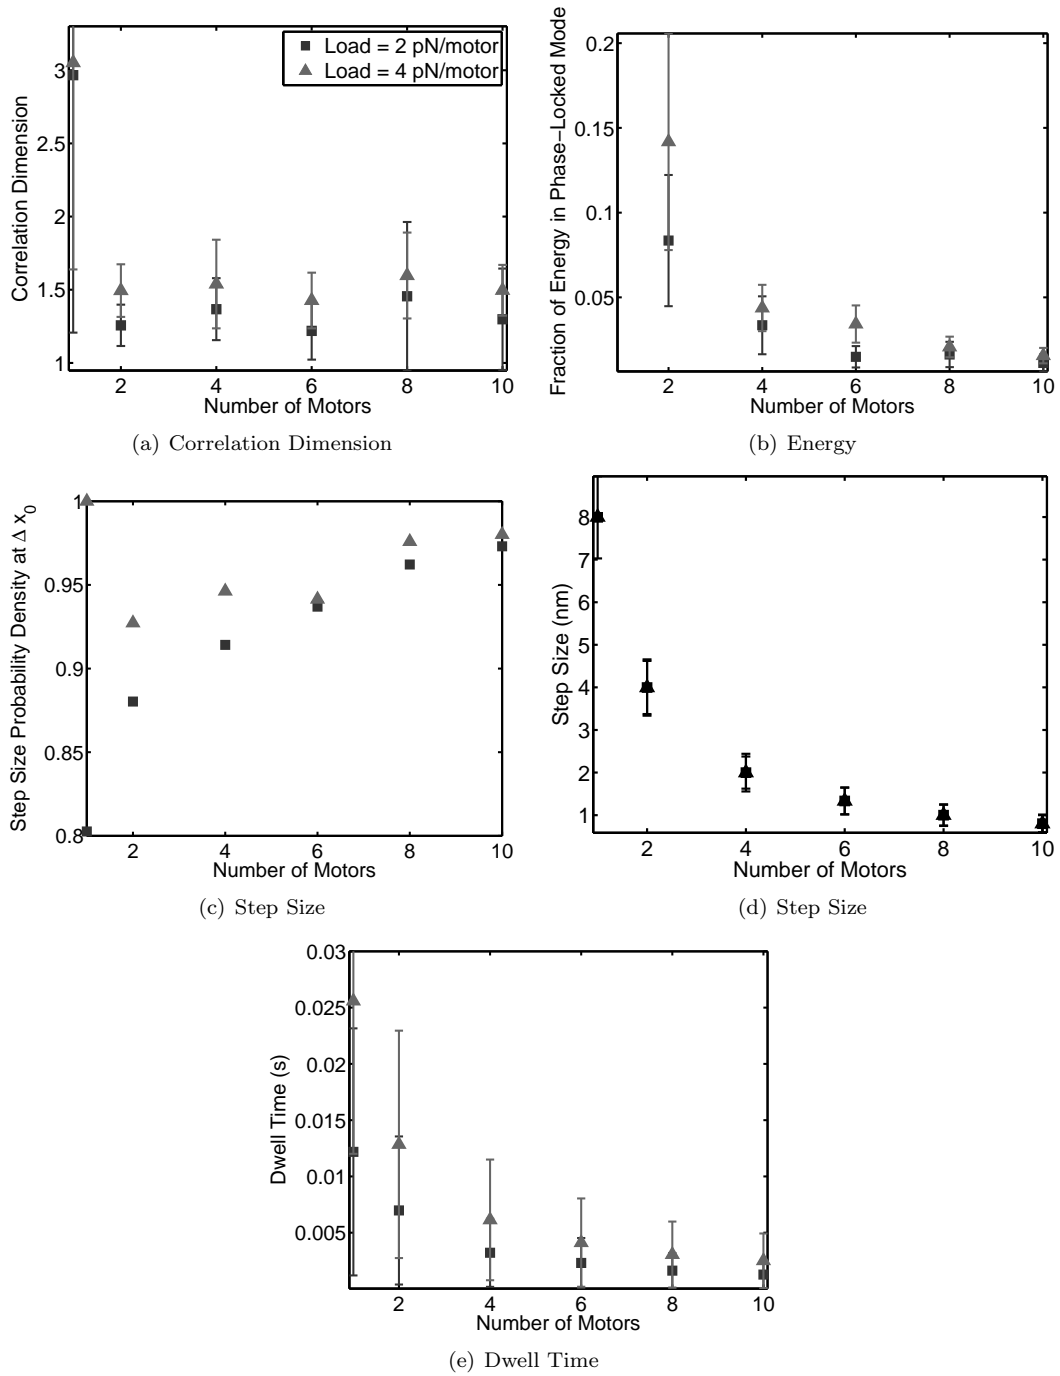 Correlation Dimension
3
2.5
2
1.5
1
Load = 2 pN/motor
Load = 4 pN/motor
2 4 6 8 10
Number of Motors
(a) Correlation Dimension
Fraction of Energy in Phase-Locked Mode
0.2
0.15
0.1
0.05
2 4 6 8 10
Number of Motors
(b) Energy
Step Size Probability Density at Δ x0
1
0.95
0.9
0.85
0.8
2 4 6 8 10
Number of Motors
(c) Step Size
Step Size (nm)
8
7
6
5
4
3
2
1
2 4 6 8 10
Number of Motors
(d) Step Size
Dwell Time (s)
0.03
0.025
0.02
0.015
0.01
0.005
2 4 6 8 10
Number of Motors
(e) Dwell Time